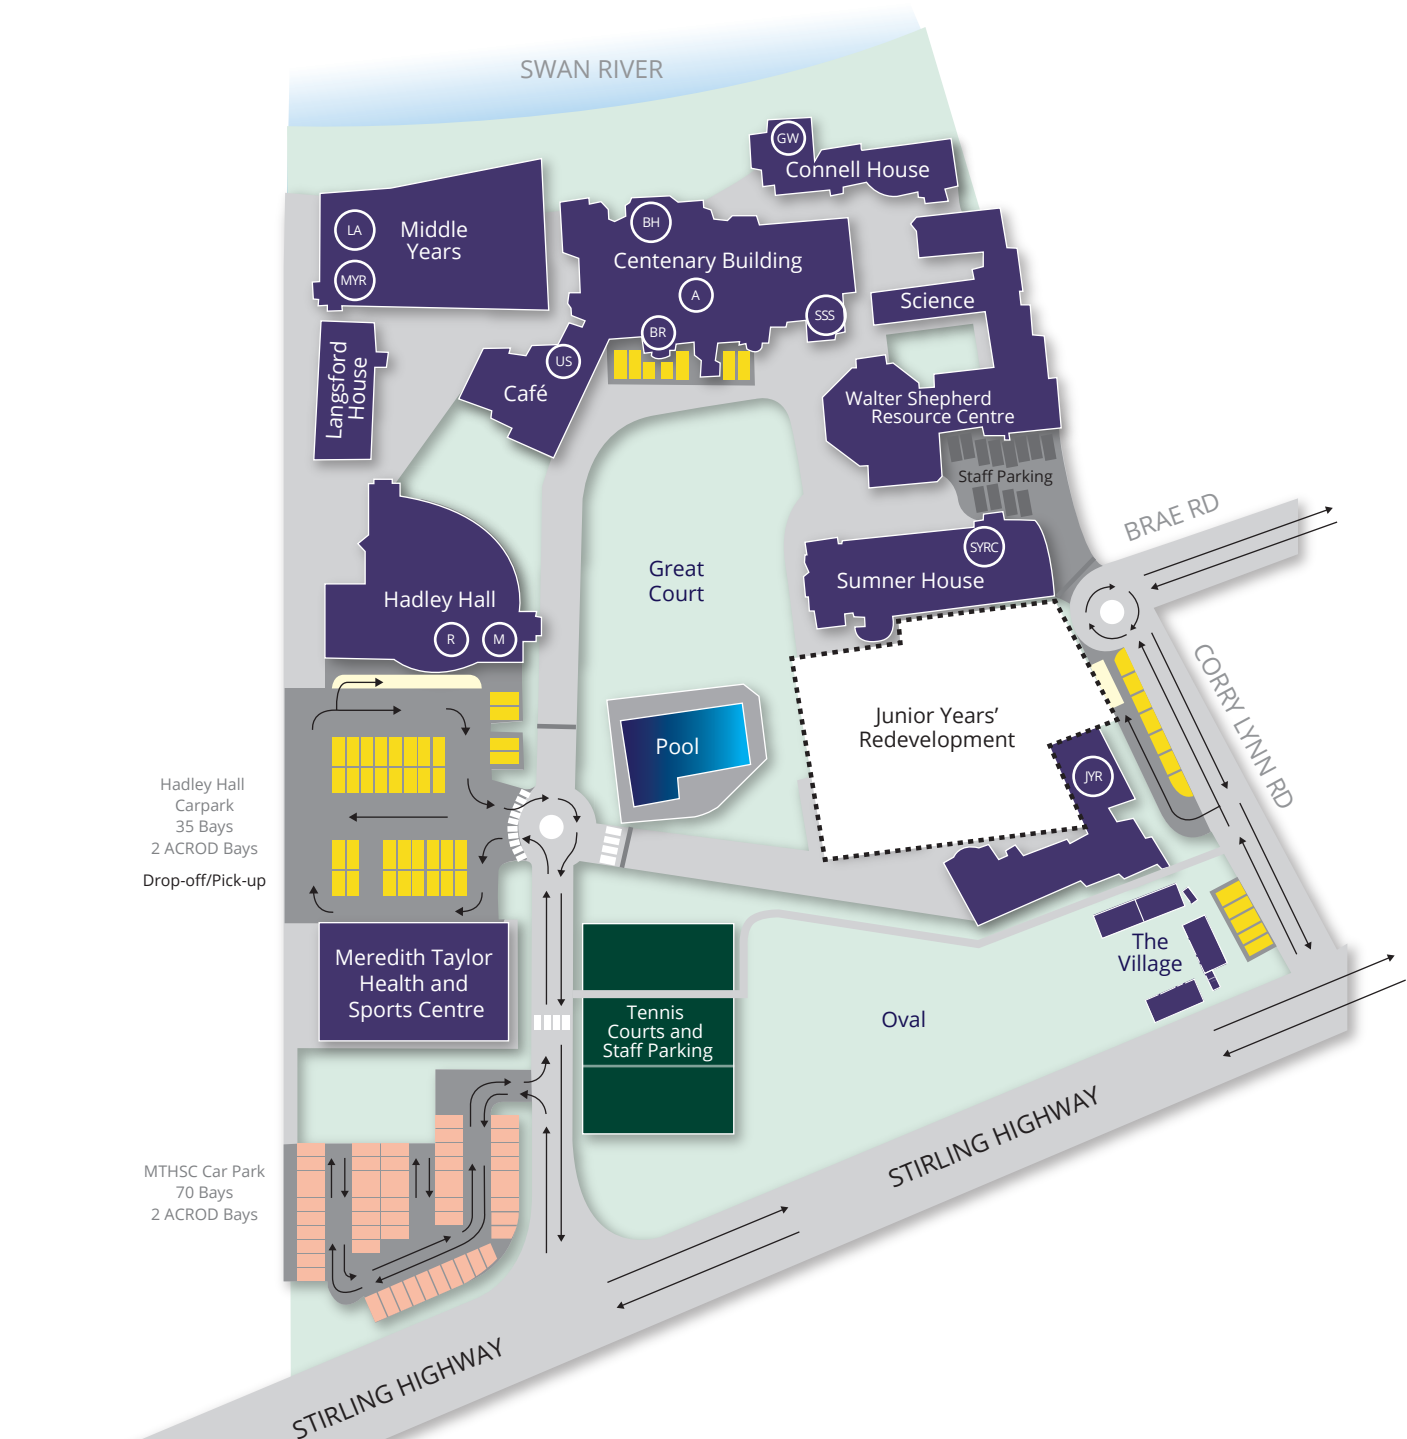 SWAN RIVER
GW
Connell House
LA
Middle
Years
MYR
BH
Centenary Building
A
SSS
BR
Science
US
Café
Langsford
House
Walter Shepherd
Resource Centre
Staff Parking
BRAE RD
SYRC
Sumner House
Great
Court
Hadley Hall
R
M
CORRY LYNN RD
Junior Years’
Redevelopment
Pool
JYR
Hadley Hall
Carpark
35 Bays
2 ACROD Bays
Drop-off/Pick-up
The
Village
Meredith Taylor
Health and
Sports Centre
Tennis
Courts and
Staff Parking
Oval
STIRLING HIGHWAY
MTHSC Car Park
70 Bays
2 ACROD Bays
STIRLING HIGHWAY